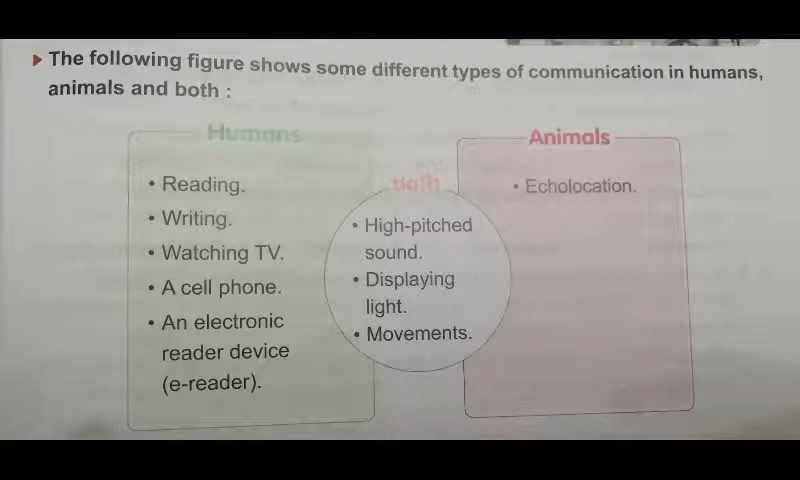 The following figure shows some different types of communication in humans,
animals and both :
Humans
• Reading.
• Writing.
• Watching TV.
• A cell phone.
• An electronic
reader device
(e-reader).
Both
• High-pitched
sound.
• Displaying
light.
• Movements.
Animals
• Echolocation.